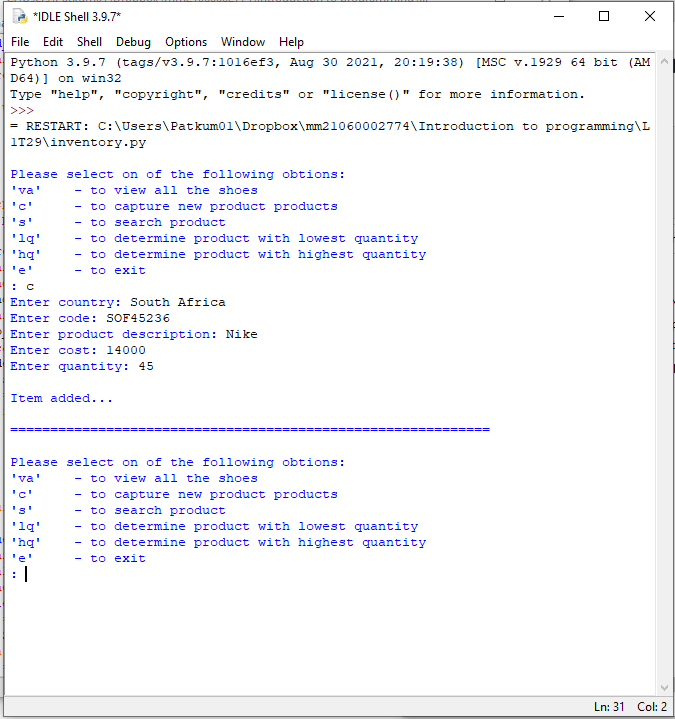 *IDLE Shell 3.9.7*
File Edit Shell Debug Options Window Help
Python 3.9.7 (tags/v3.9.7:1016ef3, Aug 30 2021, 20:19:38) [MSC v.1929 64 bit (AM
D64)] on win32
Type "help", "copyright", "credits" or "license()" for more information.
>>>
= RESTART: C:\Users\Patkum01\Dropbox\mm21060002774\Introduction to programming\L
1T29\inventory.py
Please select on of the following obtions:
'va'    - to view all the shoes
'c'     - to capture new product products
's'     - to search product
'lq'    - to determine product with lowest quantity
'hq'    - to determine product with highest quantity
'e'     - to exit
: c
Enter country: South Africa
Enter code: SOF45236
Enter product description: Nike
Enter cost: 14000
Enter quantity: 45
Item added...
============================================================
Please select on of the following obtions:
'va'    - to view all the shoes
'c'     - to capture new product products
's'     - to search product
'lq'    - to determine product with lowest quantity
'hq'    - to determine product with highest quantity
'e'     - to exit
:
Ln: 31 Col: 2